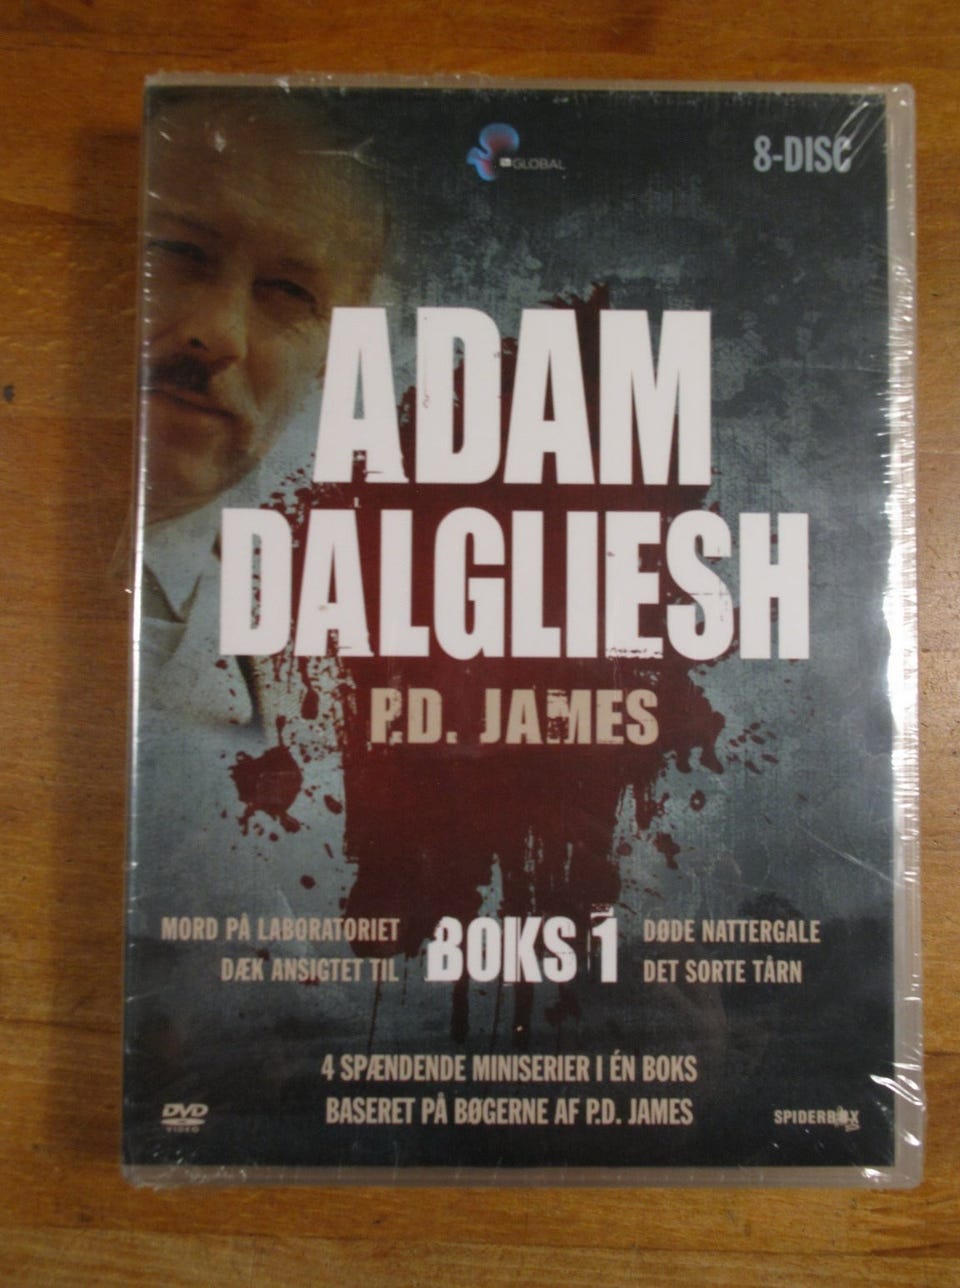 GLOBAL
8-DISC
ADAM
DALGLIESH
P.D. JAMES
MORD PÅ LABORATORIET
DÆK ANSIGTET TIL
BOKS 1
DØDE NATTERGALE
DET SORTE TÅRN
4 SPÆNDENDE MINISERIER I ÉN BOKS
BASERET PÅ BØGERNE AF P.D. JAMES
DVD
VIDEO
SPIDERBOX